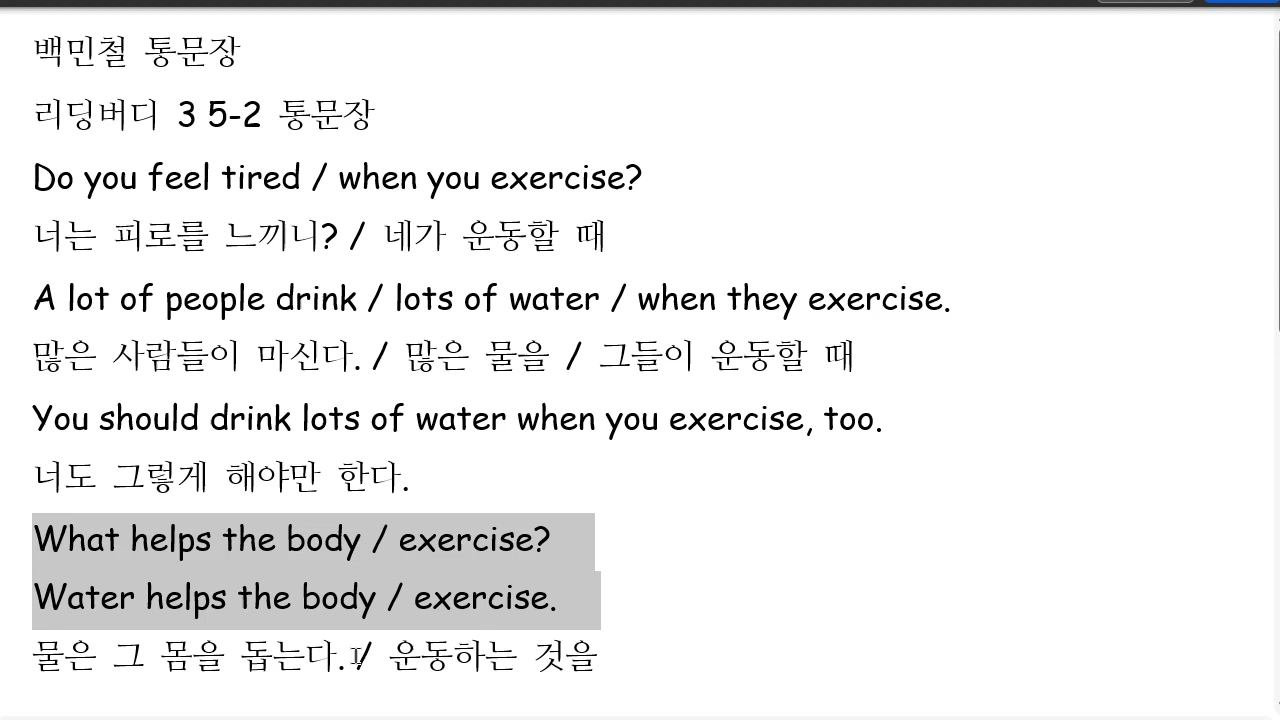 백민철 통문장
리딩버디 3 5-2 통문장
Do you feel tired / when you exercise?
너는 피로를 느끼니? / 네가 운동할 때
A lot of people drink / lots of water / when they exercise.
많은 사람들이 마신다. / 많은 물을 / 그들이 운동할 때
You should drink lots of water when you exercise, too.
너도 그렇게 해야만 한다.
What helps the body / exercise?
Water helps the body / exercise.
물은 그 몸을 돕는다. / 운동하는 것을